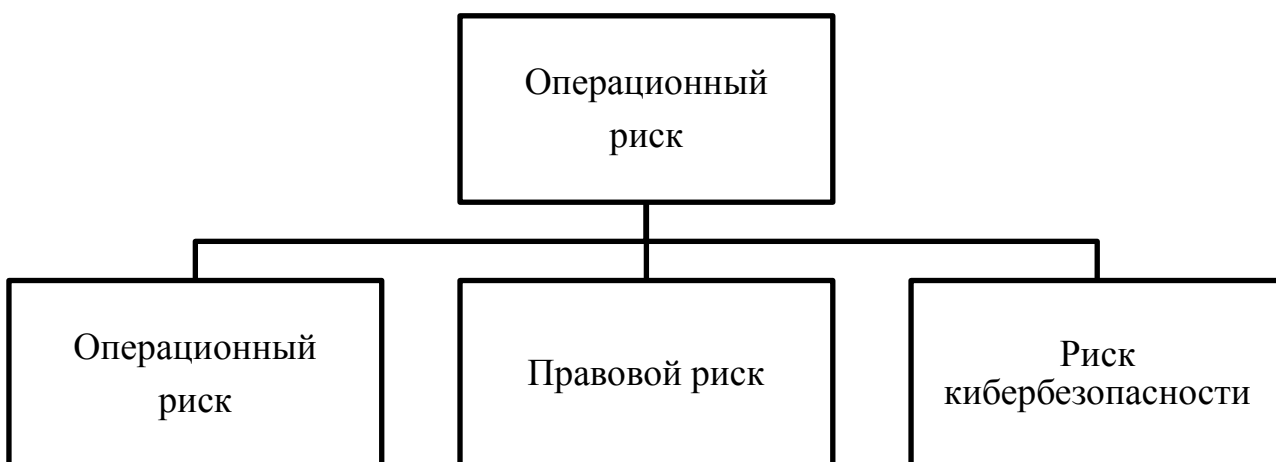 Операционный
риск
Операционный
риск
Правовой риск
Риск
кибербезопасности